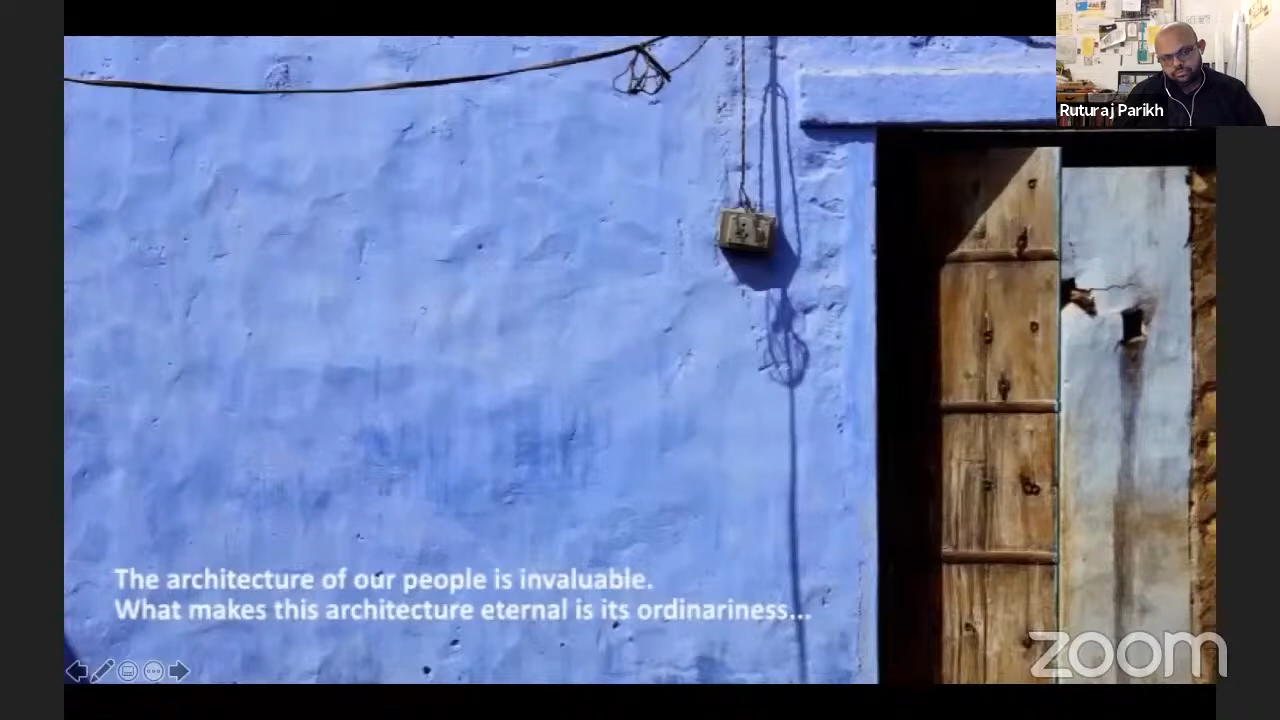 Ruturaj Parikh
The architecture of our people is invaluable.
What makes this architecture eternal is its ordinariness...
zoom